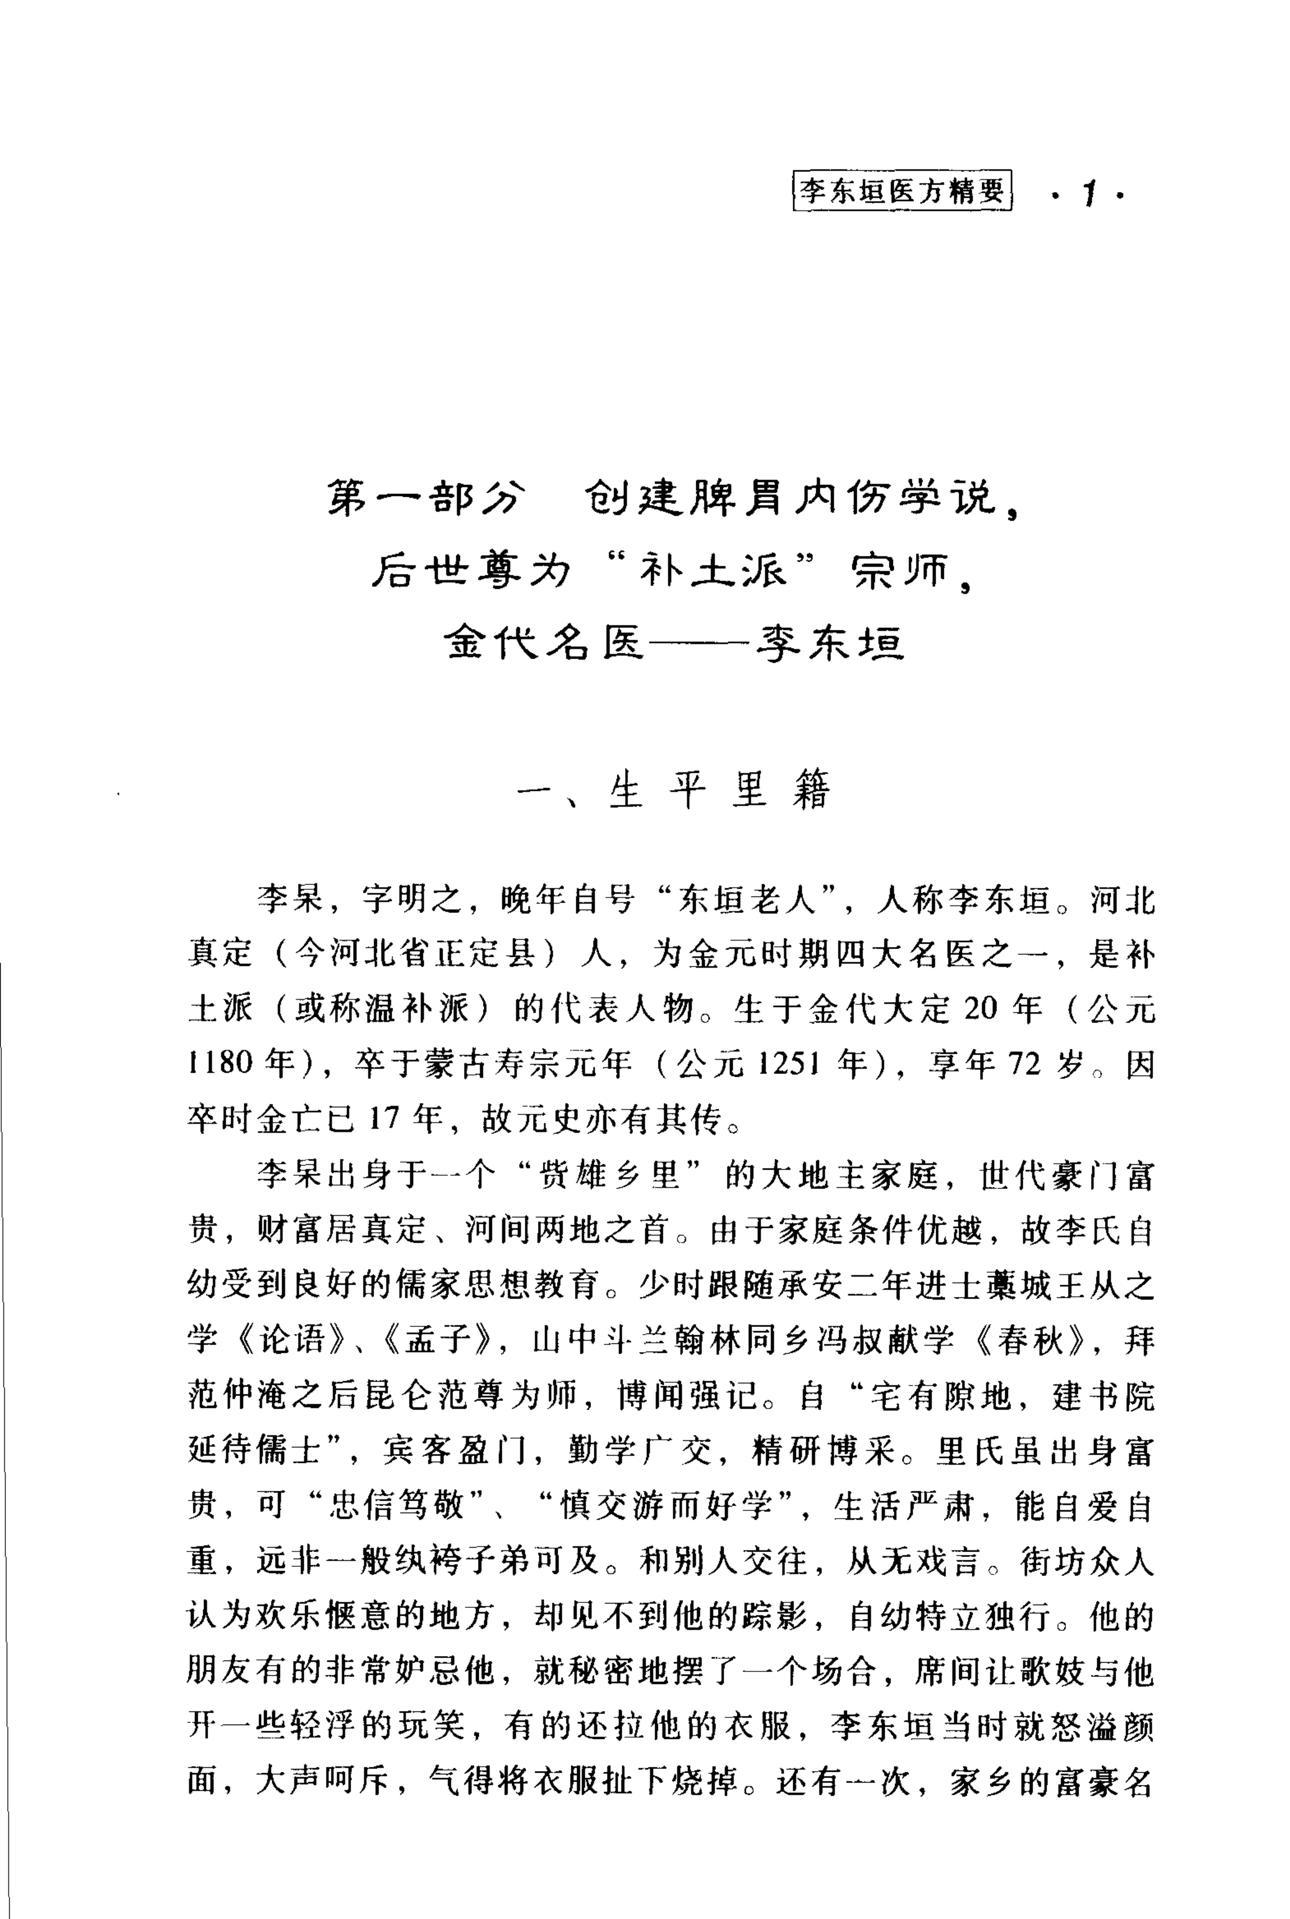 李东垣医方精要 ·1·
第一部分 创建脾胃内伤学说，
后世尊为“补土派”宗师，
金代名医——李东垣
一、生平里籍
李杲，字明之，晚年自号“东垣老人”，人称李东垣。河北
真定（今河北省正定县）人，为金元时期四大名医之一，是补
土派（或称温补派）的代表人物。生于金代大定 20 年（公元
1180 年），卒于蒙古寿宗元年（公元 1251 年），享年 72 岁。因
卒时金亡已 17 年，故元史亦有其传。
李杲出身于一个“赀雄乡里”的大地主家庭，世代豪门富
贵，财富居真定、河间两地之首。由于家庭条件优越，故李氏自
幼受到良好的儒家思想教育。少时跟随承安二年进士藁城王从之
学《论语》、《孟子》，山中斗兰翰林同乡冯叔献学《春秋》，拜
范仲淹之后昆仑范尊为师，博闻强记。自“宅有隙地，建书院
延待儒士”，宾客盈门，勤学广交，精研博采。里氏虽出身富
贵，可“忠信笃敬”、“慎交游而好学”，生活严肃，能自爱自
重，远非一般纨袴子弟可及。和别人交往，从无戏言。街坊众人
认为欢乐惬意的地方，却见不到他的踪影，自幼特立独行。他的
朋友有的非常妒忌他，就秘密地摆了一个场合，席间让歌妓与他
开一些轻浮的玩笑，有的还拉他的衣服，李东垣当时就怒溢颜
面，大声呵斥，气得将衣服扯下烧掉。还有一次，家乡的富豪名